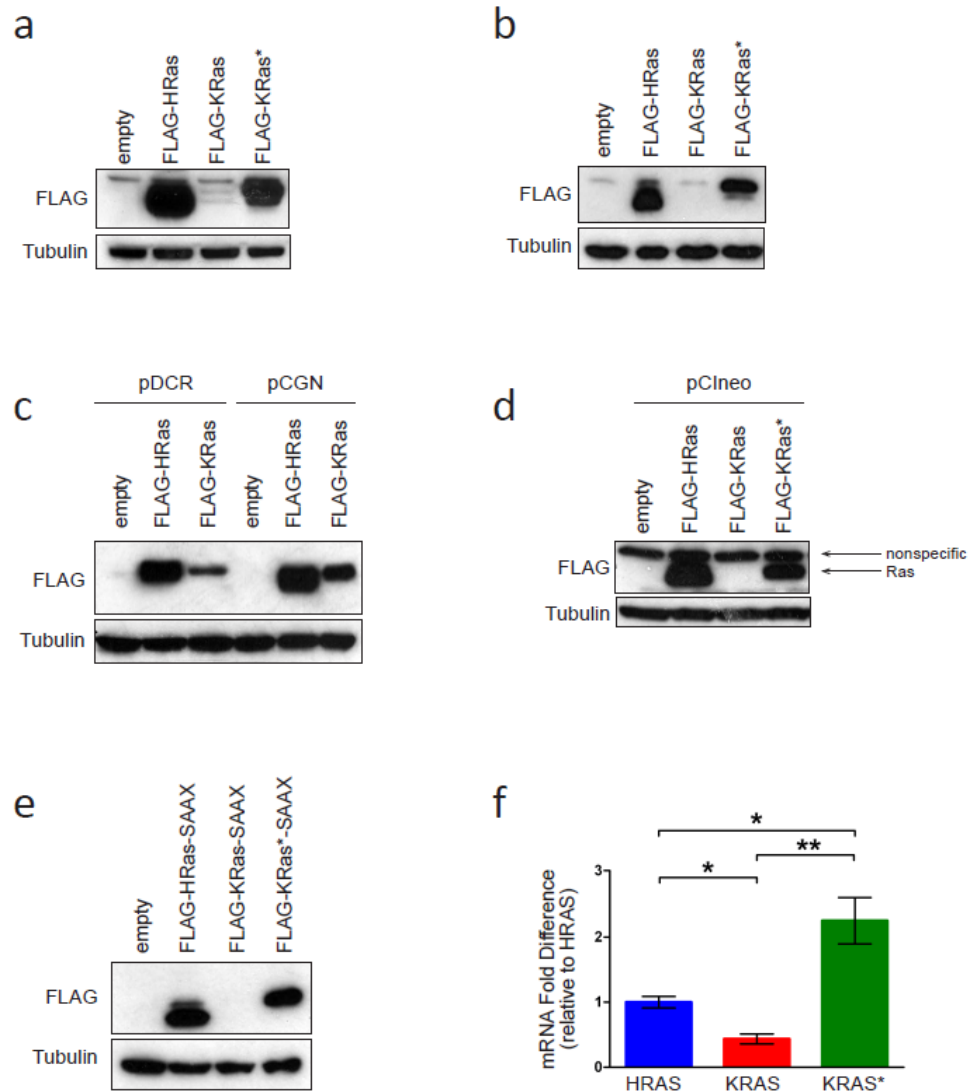 a
empty
FLAG-HRas
FLAG-KRas
FLAG-KRas*
FLAG
Tubulin
b
empty
FLAG-HRas
FLAG-KRas
FLAG-KRas*
FLAG
Tubulin
c
pDCR
pCGN
empty
FLAG-HRas
FLAG-KRas
empty
FLAG-HRas
FLAG-KRas
FLAG
Tubulin
d
pCIneo
empty
FLAG-HRas
FLAG-KRas
FLAG-KRas*
FLAG
nonspecific
Ras
Tubulin
e
empty
FLAG-HRas-SAAX
FLAG-KRas-SAAX
FLAG-KRas*-SAAX
FLAG
Tubulin
f
*
**
*
mRNA Fold Difference
(relative to HRAS)
3
2
1
0
HRAS
KRAS
KRAS*